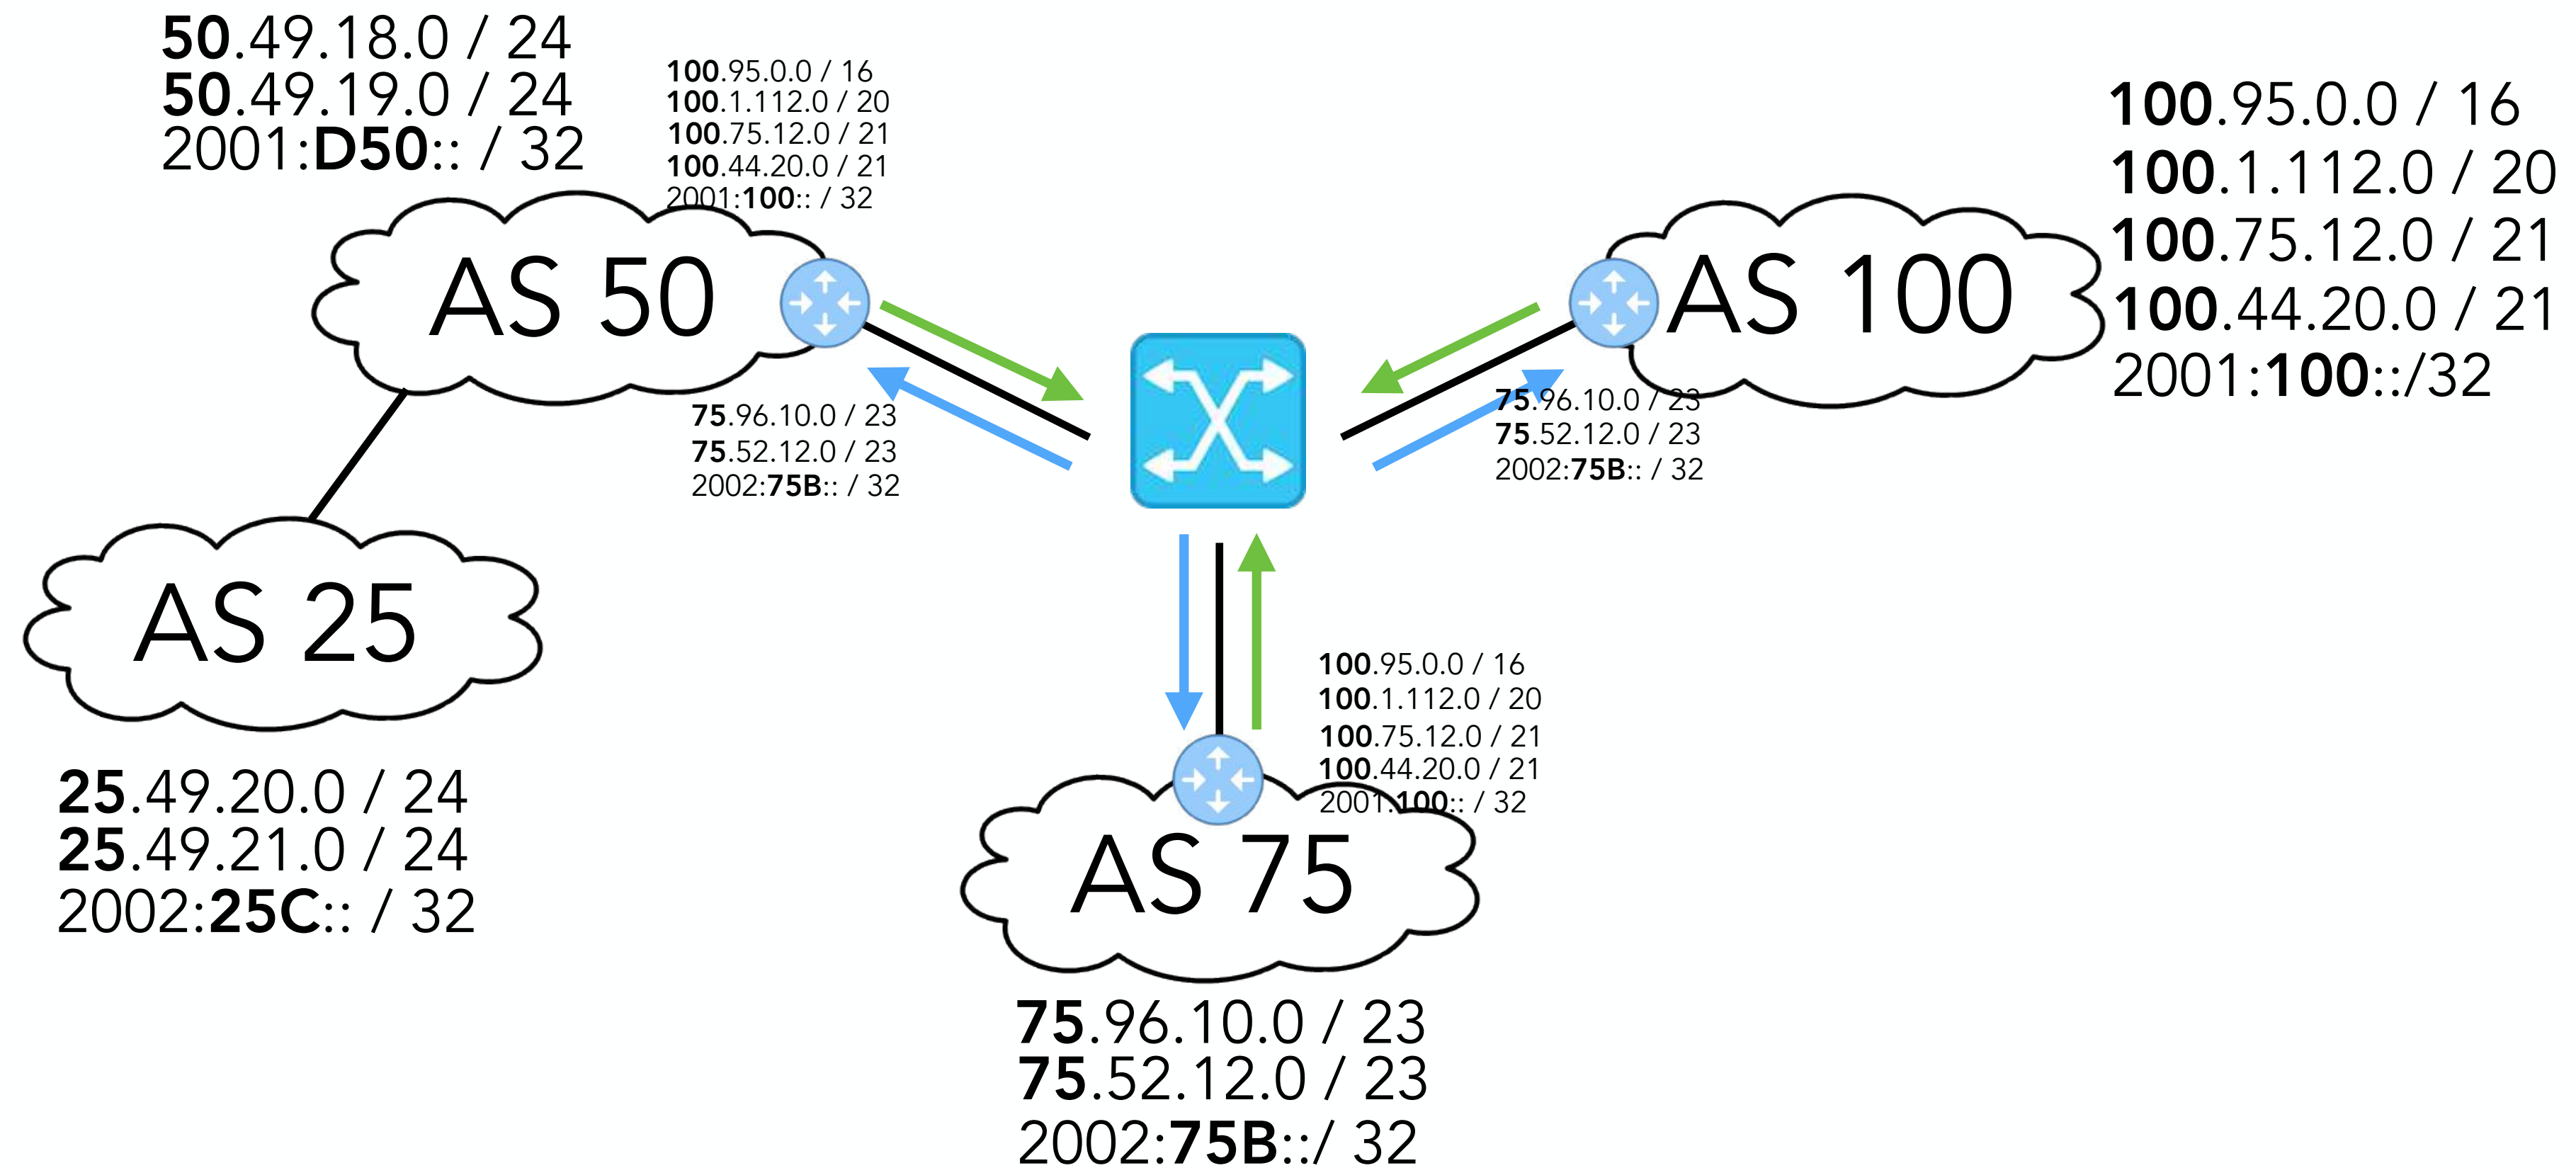 50.49.18.0 / 24
50.49.19.0 / 24
2001:D50:: / 32
100.95.0.0 / 16
100.1.112.0 / 20
100.75.12.0 / 21
100.44.20.0 / 21
2001:100:: / 32
100.95.0.0 / 16
100.1.112.0 / 20
100.75.12.0 / 21
100.44.20.0 / 21
2001:100::/32
AS 50
AS 100
75.96.10.0 / 23
75.52.12.0 / 23
2002:75B:: / 32
75.96.10.0 / 23
75.52.12.0 / 23
2002:75B:: / 32
AS 25
25.49.20.0 / 24
25.49.21.0 / 24
2002:25C:: / 32
100.95.0.0 / 16
100.1.112.0 / 20
100.75.12.0 / 21
100.44.20.0 / 21
2001:100:: / 32
AS 75
75.96.10.0 / 23
75.52.12.0 / 23
2002:75B::/ 32